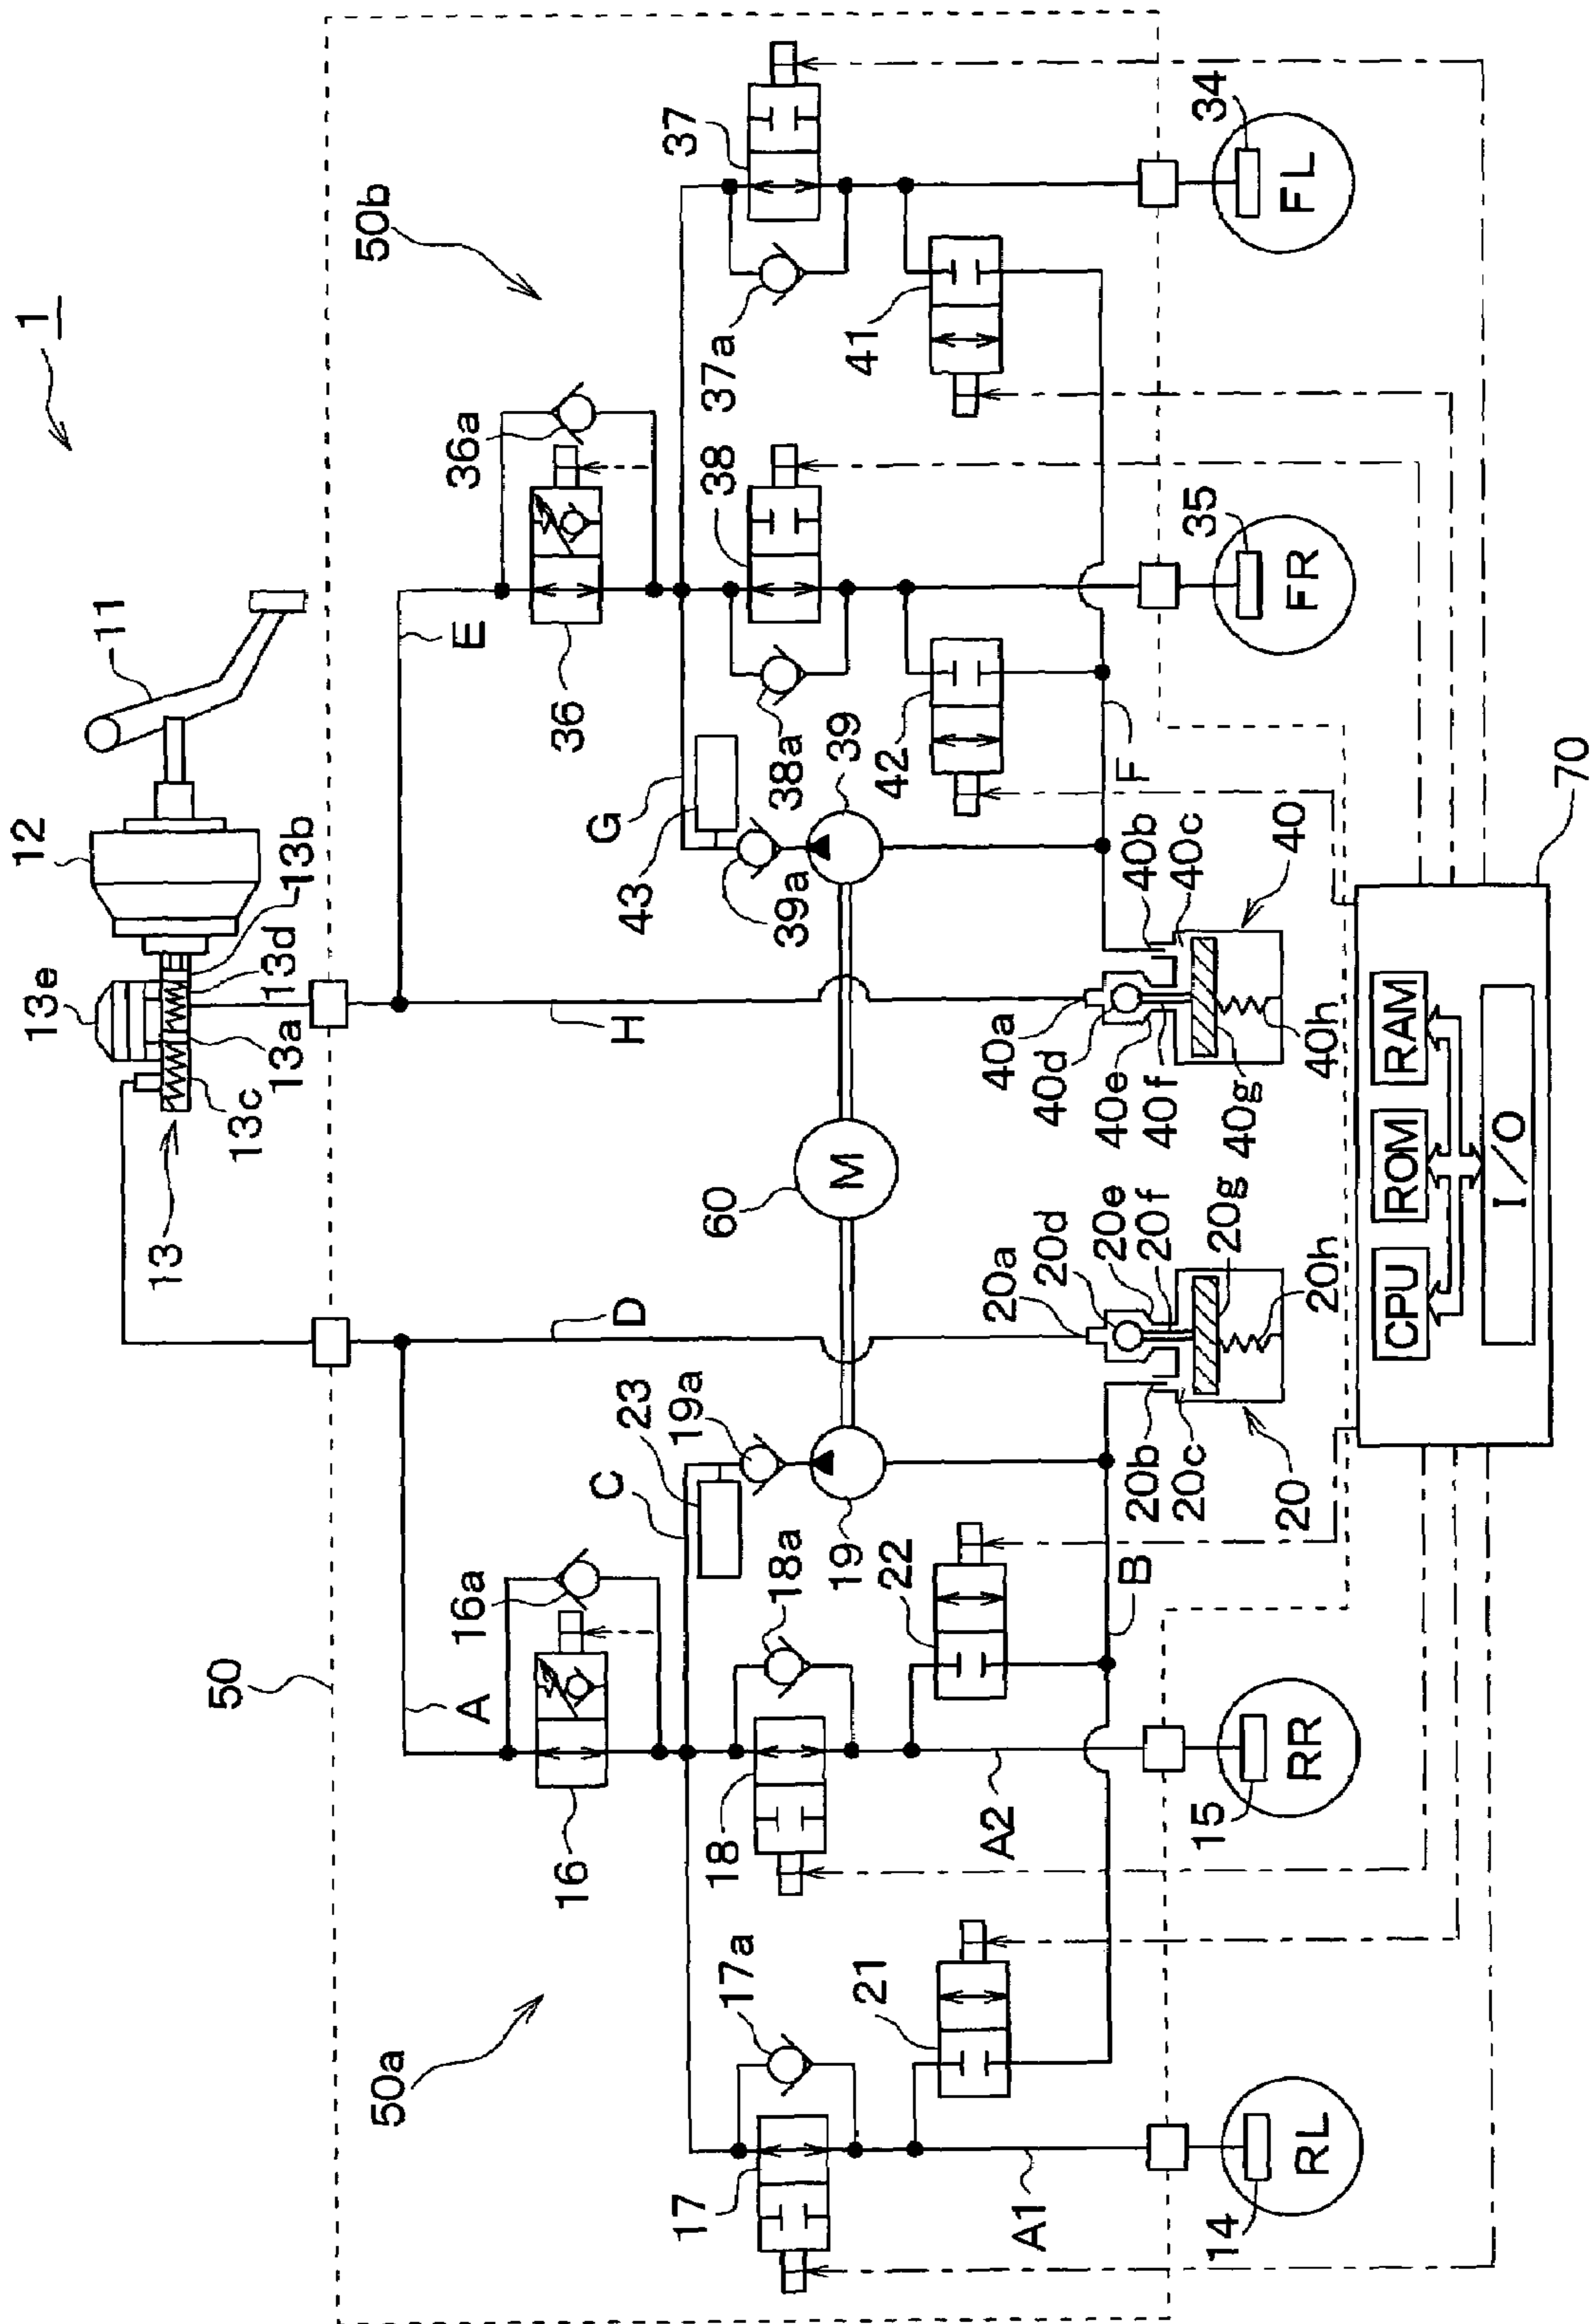 1
11
12
13e
13b
13d
13a
13c
13
50
50a
50b
A
E
D
H
16
16a
36
36a
C
23
19a
G
43
39a
17
17a
18
18a
37
37a
38
38a
19
39
60
M
21
22
41
42
B
F
A1
A2
20a
20d
20e
20f
20g
20h
20b
20c
20
40a
40d
40e
40f
40g
40h
40b
40c
40
14
RL
15
RR
35
FR
34
FL
70
CPU
ROM
RAM
I/O